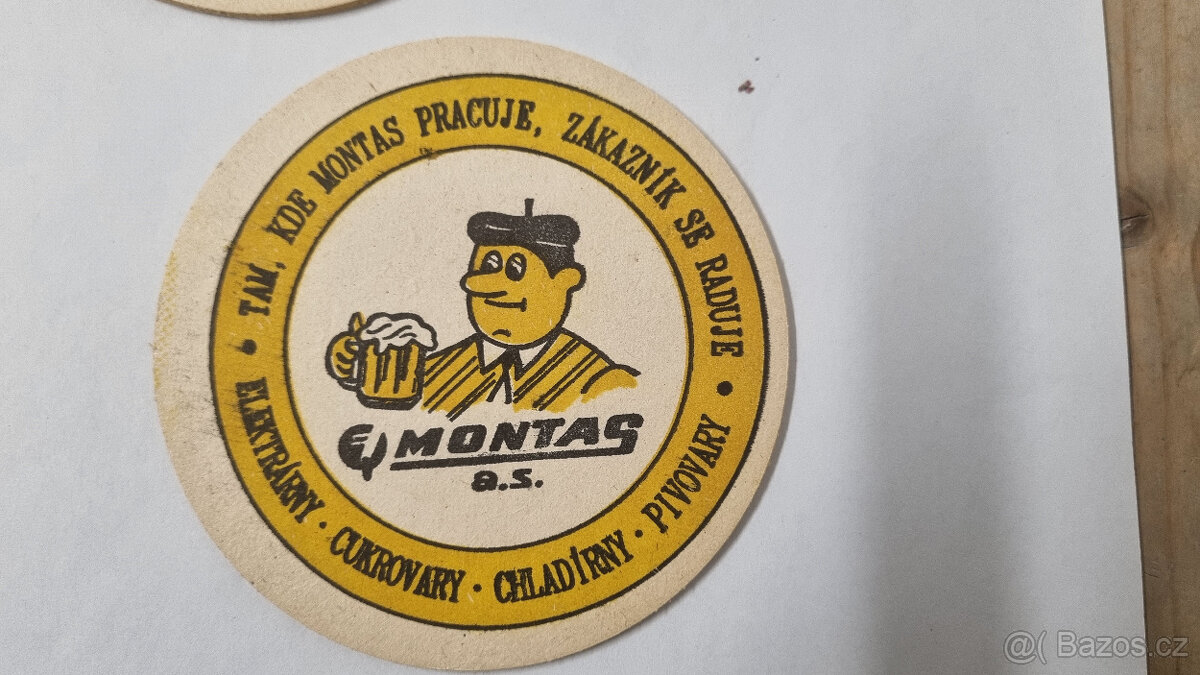 TAM, KDE MONTAS PRACUJE, ZÁKAZNÍK SE RADUJE
MONTAS
a.s.
ELEKTRÁRNY · CUKROVARY · CHLADÍRNY · PIVOVARY
@( Bazos.cz